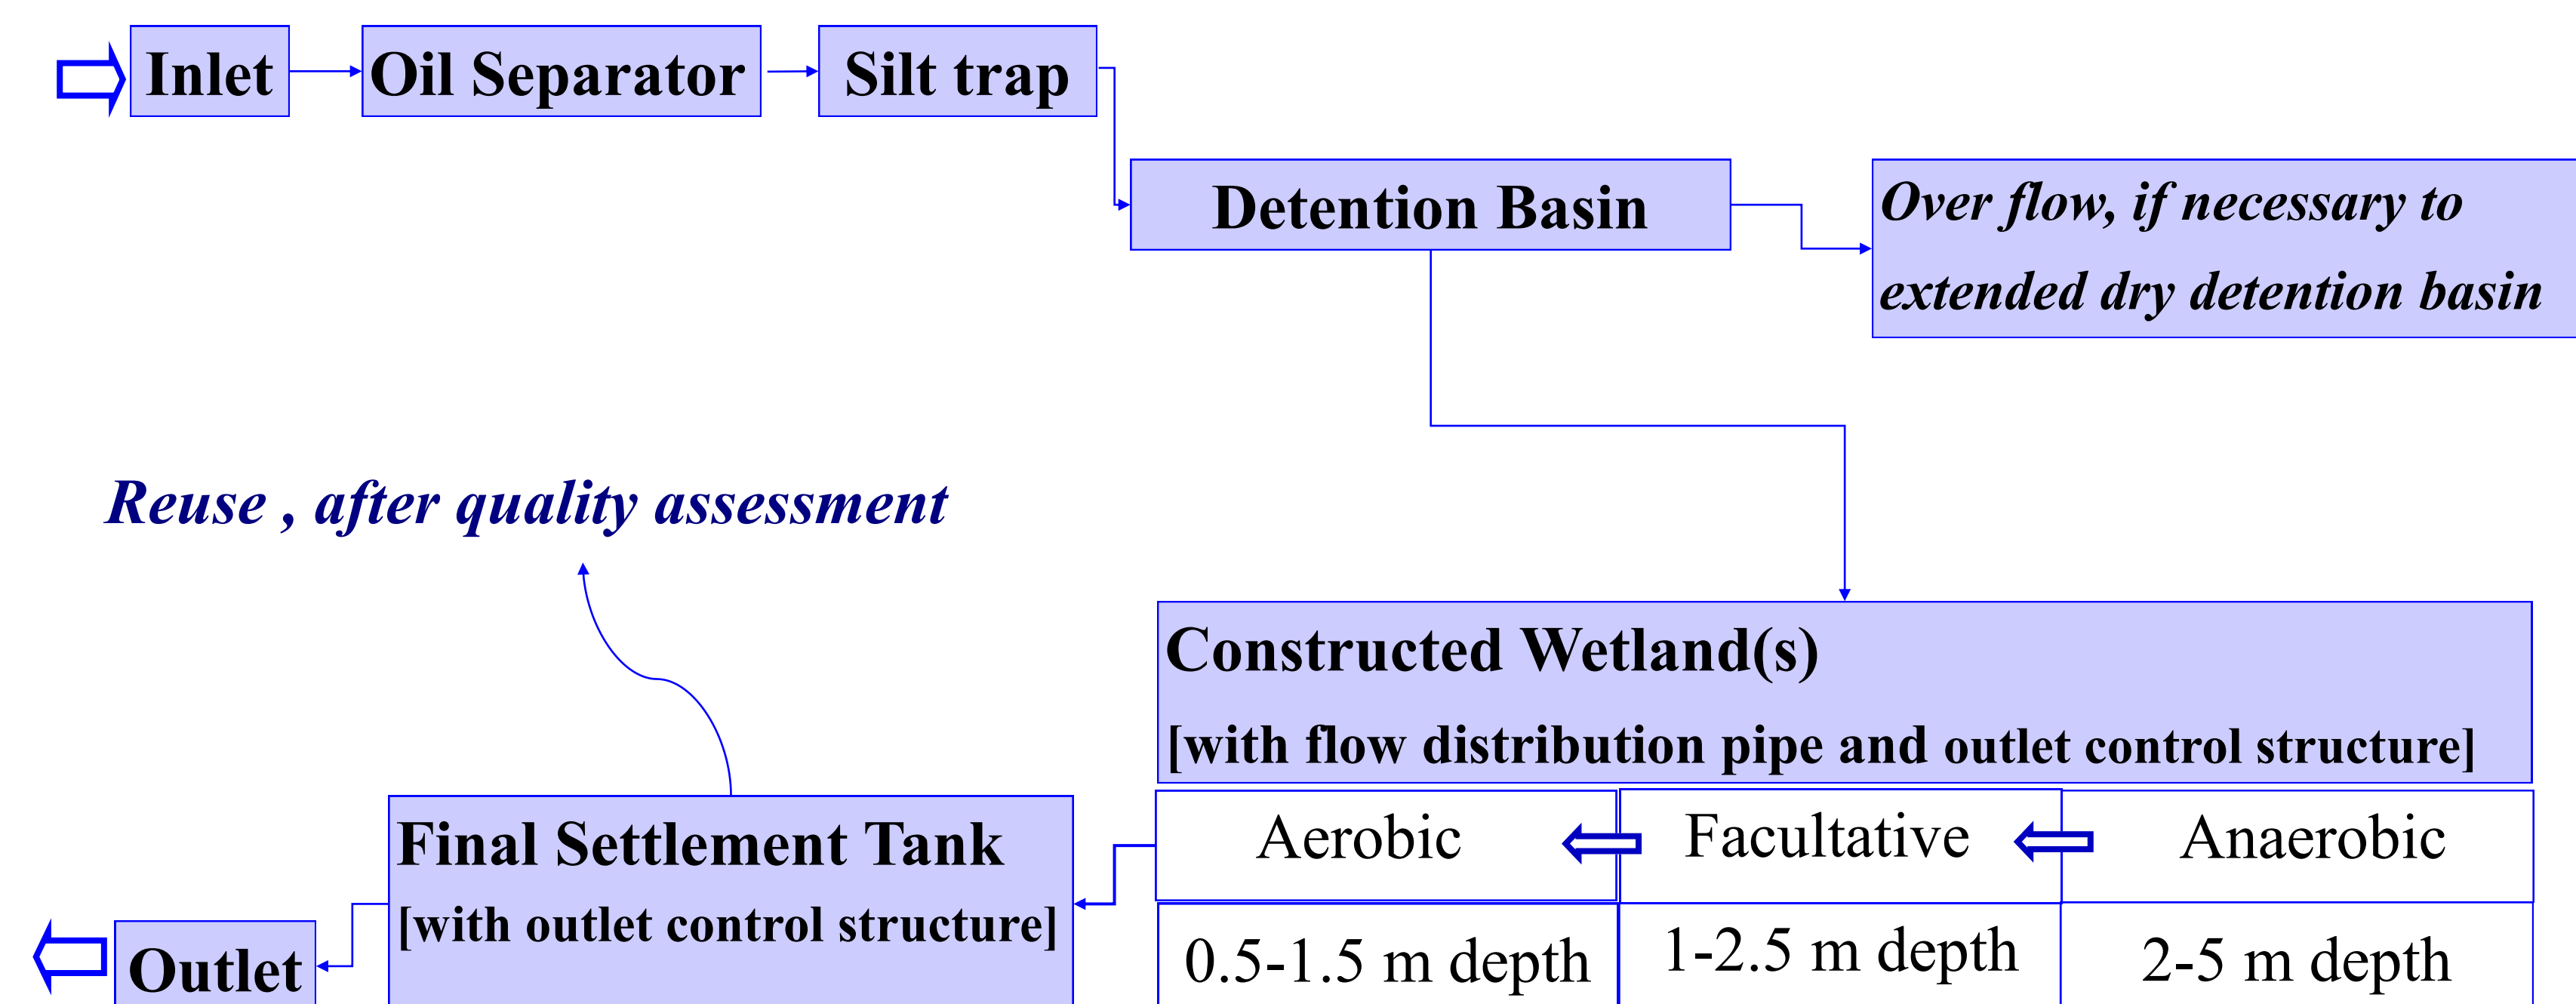 Inlet
Oil Separator
Silt trap
Detention Basin
Over flow, if necessary to
extended dry detention basin
Reuse , after quality assessment
Constructed Wetland(s)
[with flow distribution pipe and outlet control structure]
Aerobic
Facultative
Anaerobic
0.5-1.5 m depth
1-2.5 m depth
2-5 m depth
Final Settlement Tank
[with outlet control structure]
Outlet